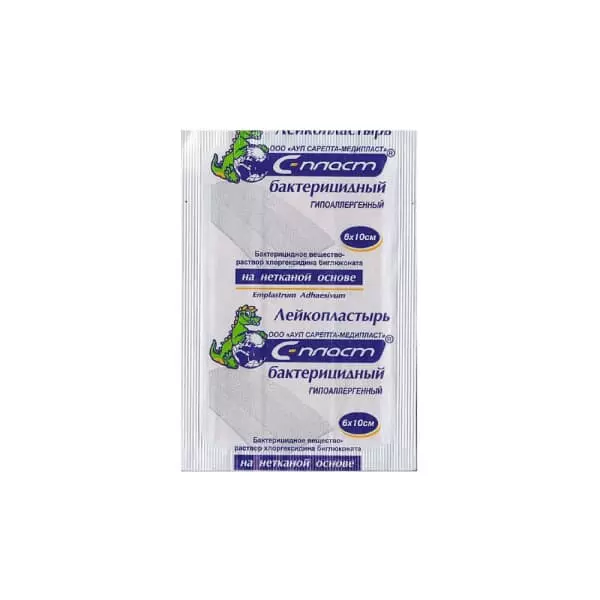 Лейкопластырь
ООО «АУП САРЕПТА-МЕДИПЛАСТ»
С-пласт®
бактерицидный
ГИПОАЛЛЕРГЕННЫЙ
6х10см
Бактерицидное вещество-
раствор хлоргексидина биглюконата
на нетканой основе
Emplastrum Adhaesivum
Лейкопластырь
ООО «АУП САРЕПТА-МЕДИПЛАСТ»
С-пласт®
бактерицидный
ГИПОАЛЛЕРГЕННЫЙ
6х10см
Бактерицидное вещество-
раствор хлоргексидина биглюконата
на нетканой основе